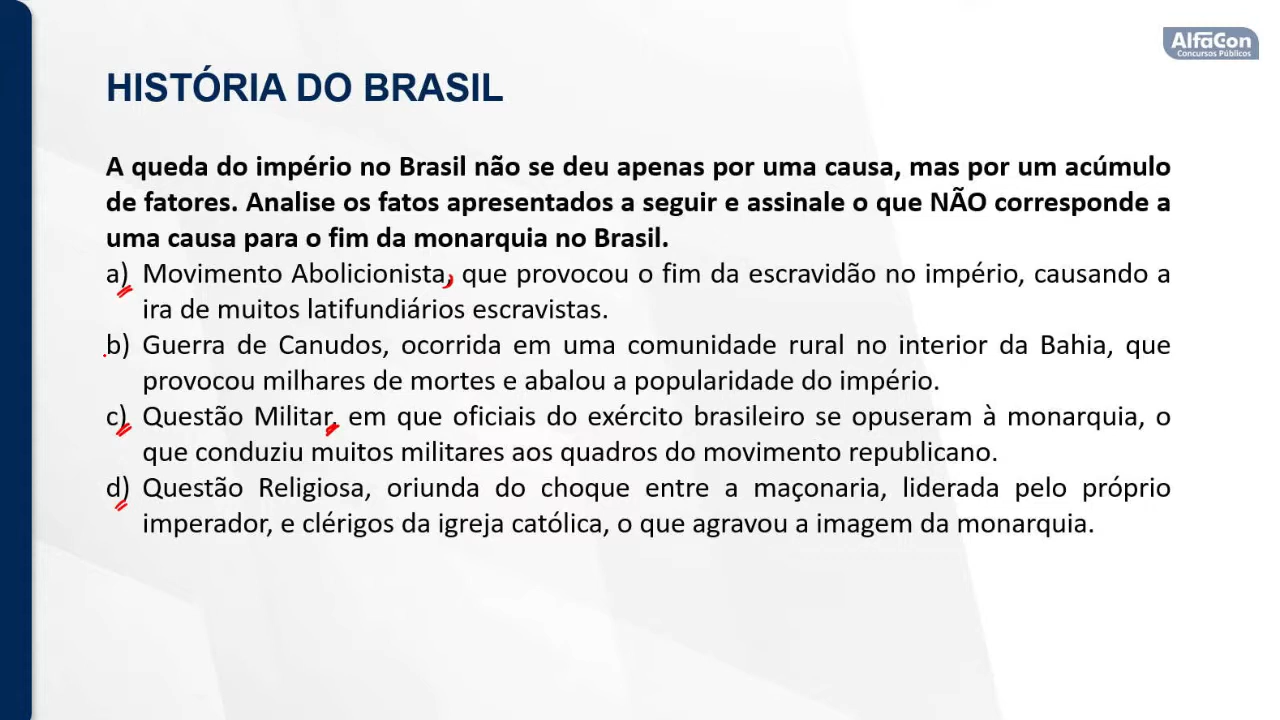 AlfaCon
Concursos Públicos
HISTÓRIA DO BRASIL
A queda do império no Brasil não se deu apenas por uma causa, mas por um acúmulo
de fatores. Analise os fatos apresentados a seguir e assinale o que NÃO corresponde a
uma causa para o fim da monarquia no Brasil.
a) Movimento Abolicionista, que provocou o fim da escravidão no império, causando a
ira de muitos latifundiários escravistas.
b) Guerra de Canudos, ocorrida em uma comunidade rural no interior da Bahia, que
provocou milhares de mortes e abalou a popularidade do império.
c) Questão Militar, em que oficiais do exército brasileiro se opuseram à monarquia, o
que conduziu muitos militares aos quadros do movimento republicano.
d) Questão Religiosa, oriunda do choque entre a maçonaria, liderada pelo próprio
imperador, e clérigos da igreja católica, o que agravou a imagem da monarquia.